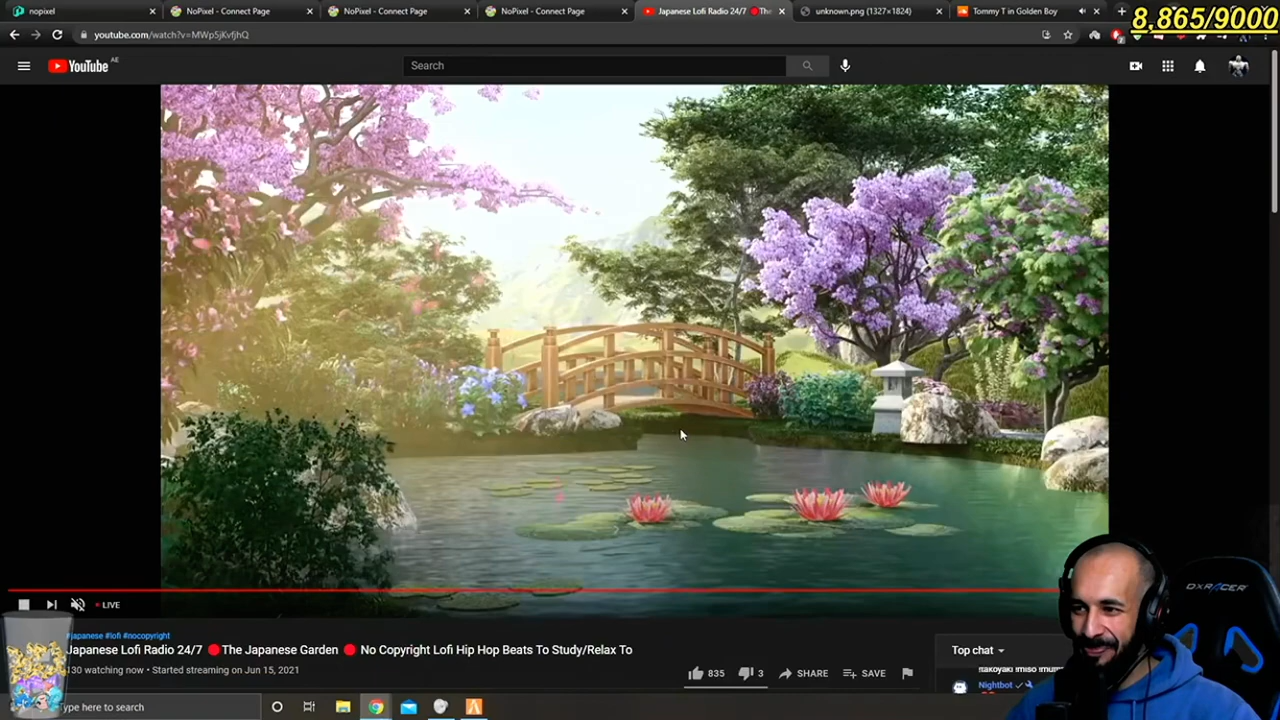 nopixel
NoPixel - Connect Page
NoPixel - Connect Page
NoPixel - Connect Page
Japanese Lofi Radio 24/7 🔴The
unknown.png (1327×1824)
Tommy T in Golden Boy
8,865/9000
youtube.com/watch?v=MWp5jKvfjhQ
YouTube AE
Search
LIVE
#japanese #lofi #nocopyright
Japanese Lofi Radio 24/7 🔴The Japanese Garden 🔴 No Copyright Lofi Hip Hop Beats To Study/Relax To
130 watching now • Started streaming on Jun 15, 2021
835
3
SHARE
SAVE
Top chat
Nightbot
DXRACER
Type here to search